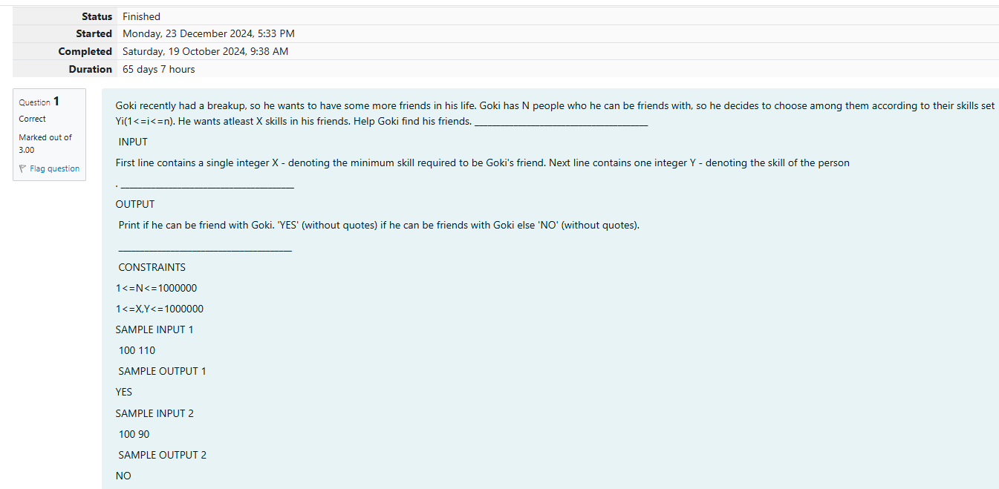 Status Finished
Started Monday, 23 December 2024, 5:33 PM
Completed Saturday, 19 October 2024, 9:38 AM
Duration 65 days 7 hours
Question 1
Correct
Marked out of
3.00
Flag question
Goki recently had a breakup, so he wants to have some more friends in his life. Goki has N people who he can be friends with, so he decides to choose among them according to their skills set
Yi(1<=i<=n). He wants atleast X skills in his friends. Help Goki find his friends. ________________________________
INPUT
First line contains a single integer X - denoting the minimum skill required to be Goki's friend. Next line contains one integer Y - denoting the skill of the person
. ________________________________
OUTPUT
Print if he can be friend with Goki. 'YES' (without quotes) if he can be friends with Goki else 'NO' (without quotes).
________________________________
CONSTRAINTS
1<=N<=1000000
1<=X,Y<=1000000
SAMPLE INPUT 1
100 110
SAMPLE OUTPUT 1
YES
SAMPLE INPUT 2
100 90
SAMPLE OUTPUT 2
NO